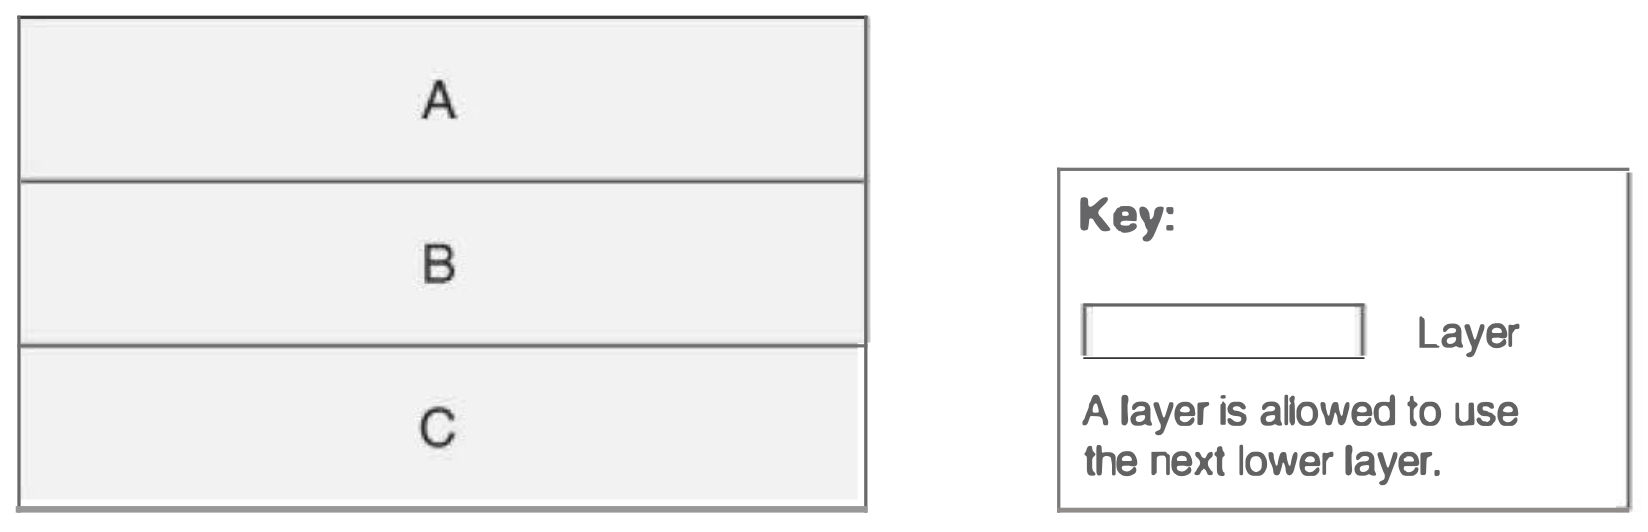 A
B
C
Key:
Layer
A layer is allowed to use
the next lower layer.